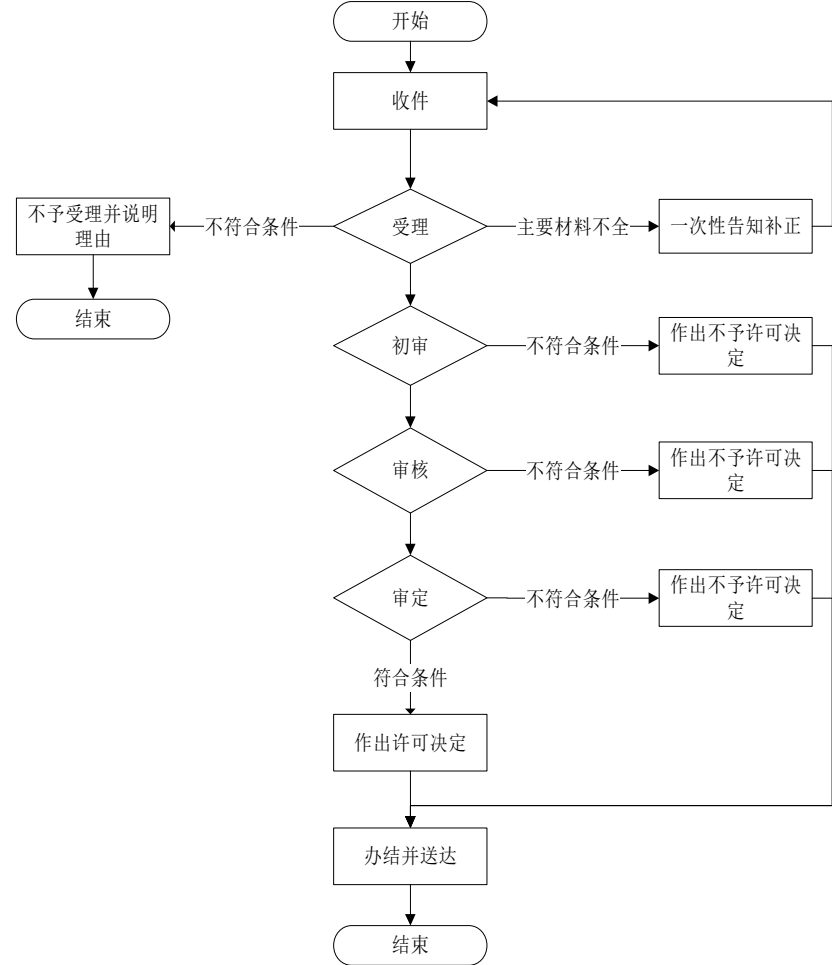 开始
收件
不予受理并说明
理由
不符合条件
受理
主要材料不全
一次性告知补正
结束
初审
不符合条件
作出不予许可决
定
审核
不符合条件
作出不予许可决
定
审定
不符合条件
作出不予许可决
定
符合条件
作出许可决定
办结并送达
结束